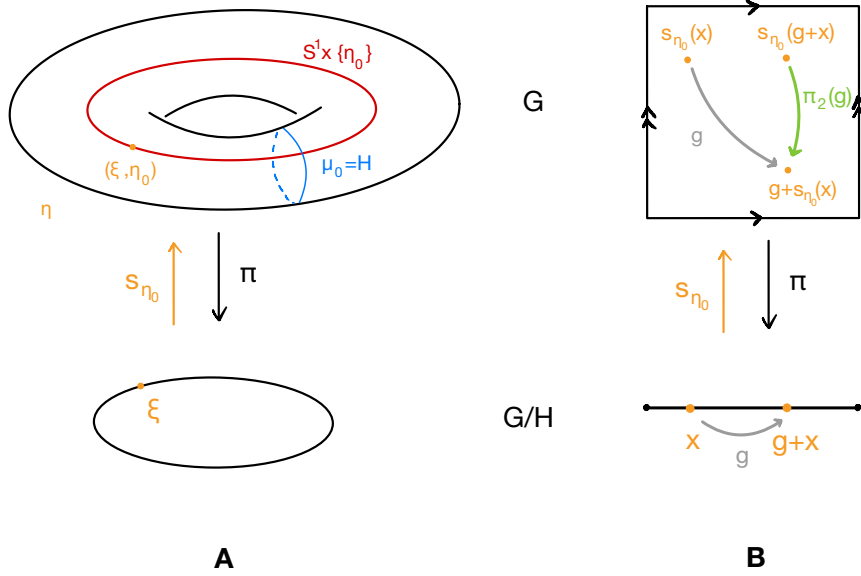 S¹x {η₀}
(ξ,η₀)
μ₀=H
η
s_η₀
π
ξ
A
G
G/H
s_η₀(x)
s_η₀(g+x)
π₂(g)
g
g+s_η₀(x)
s_η₀
π
x
g+x
g
B